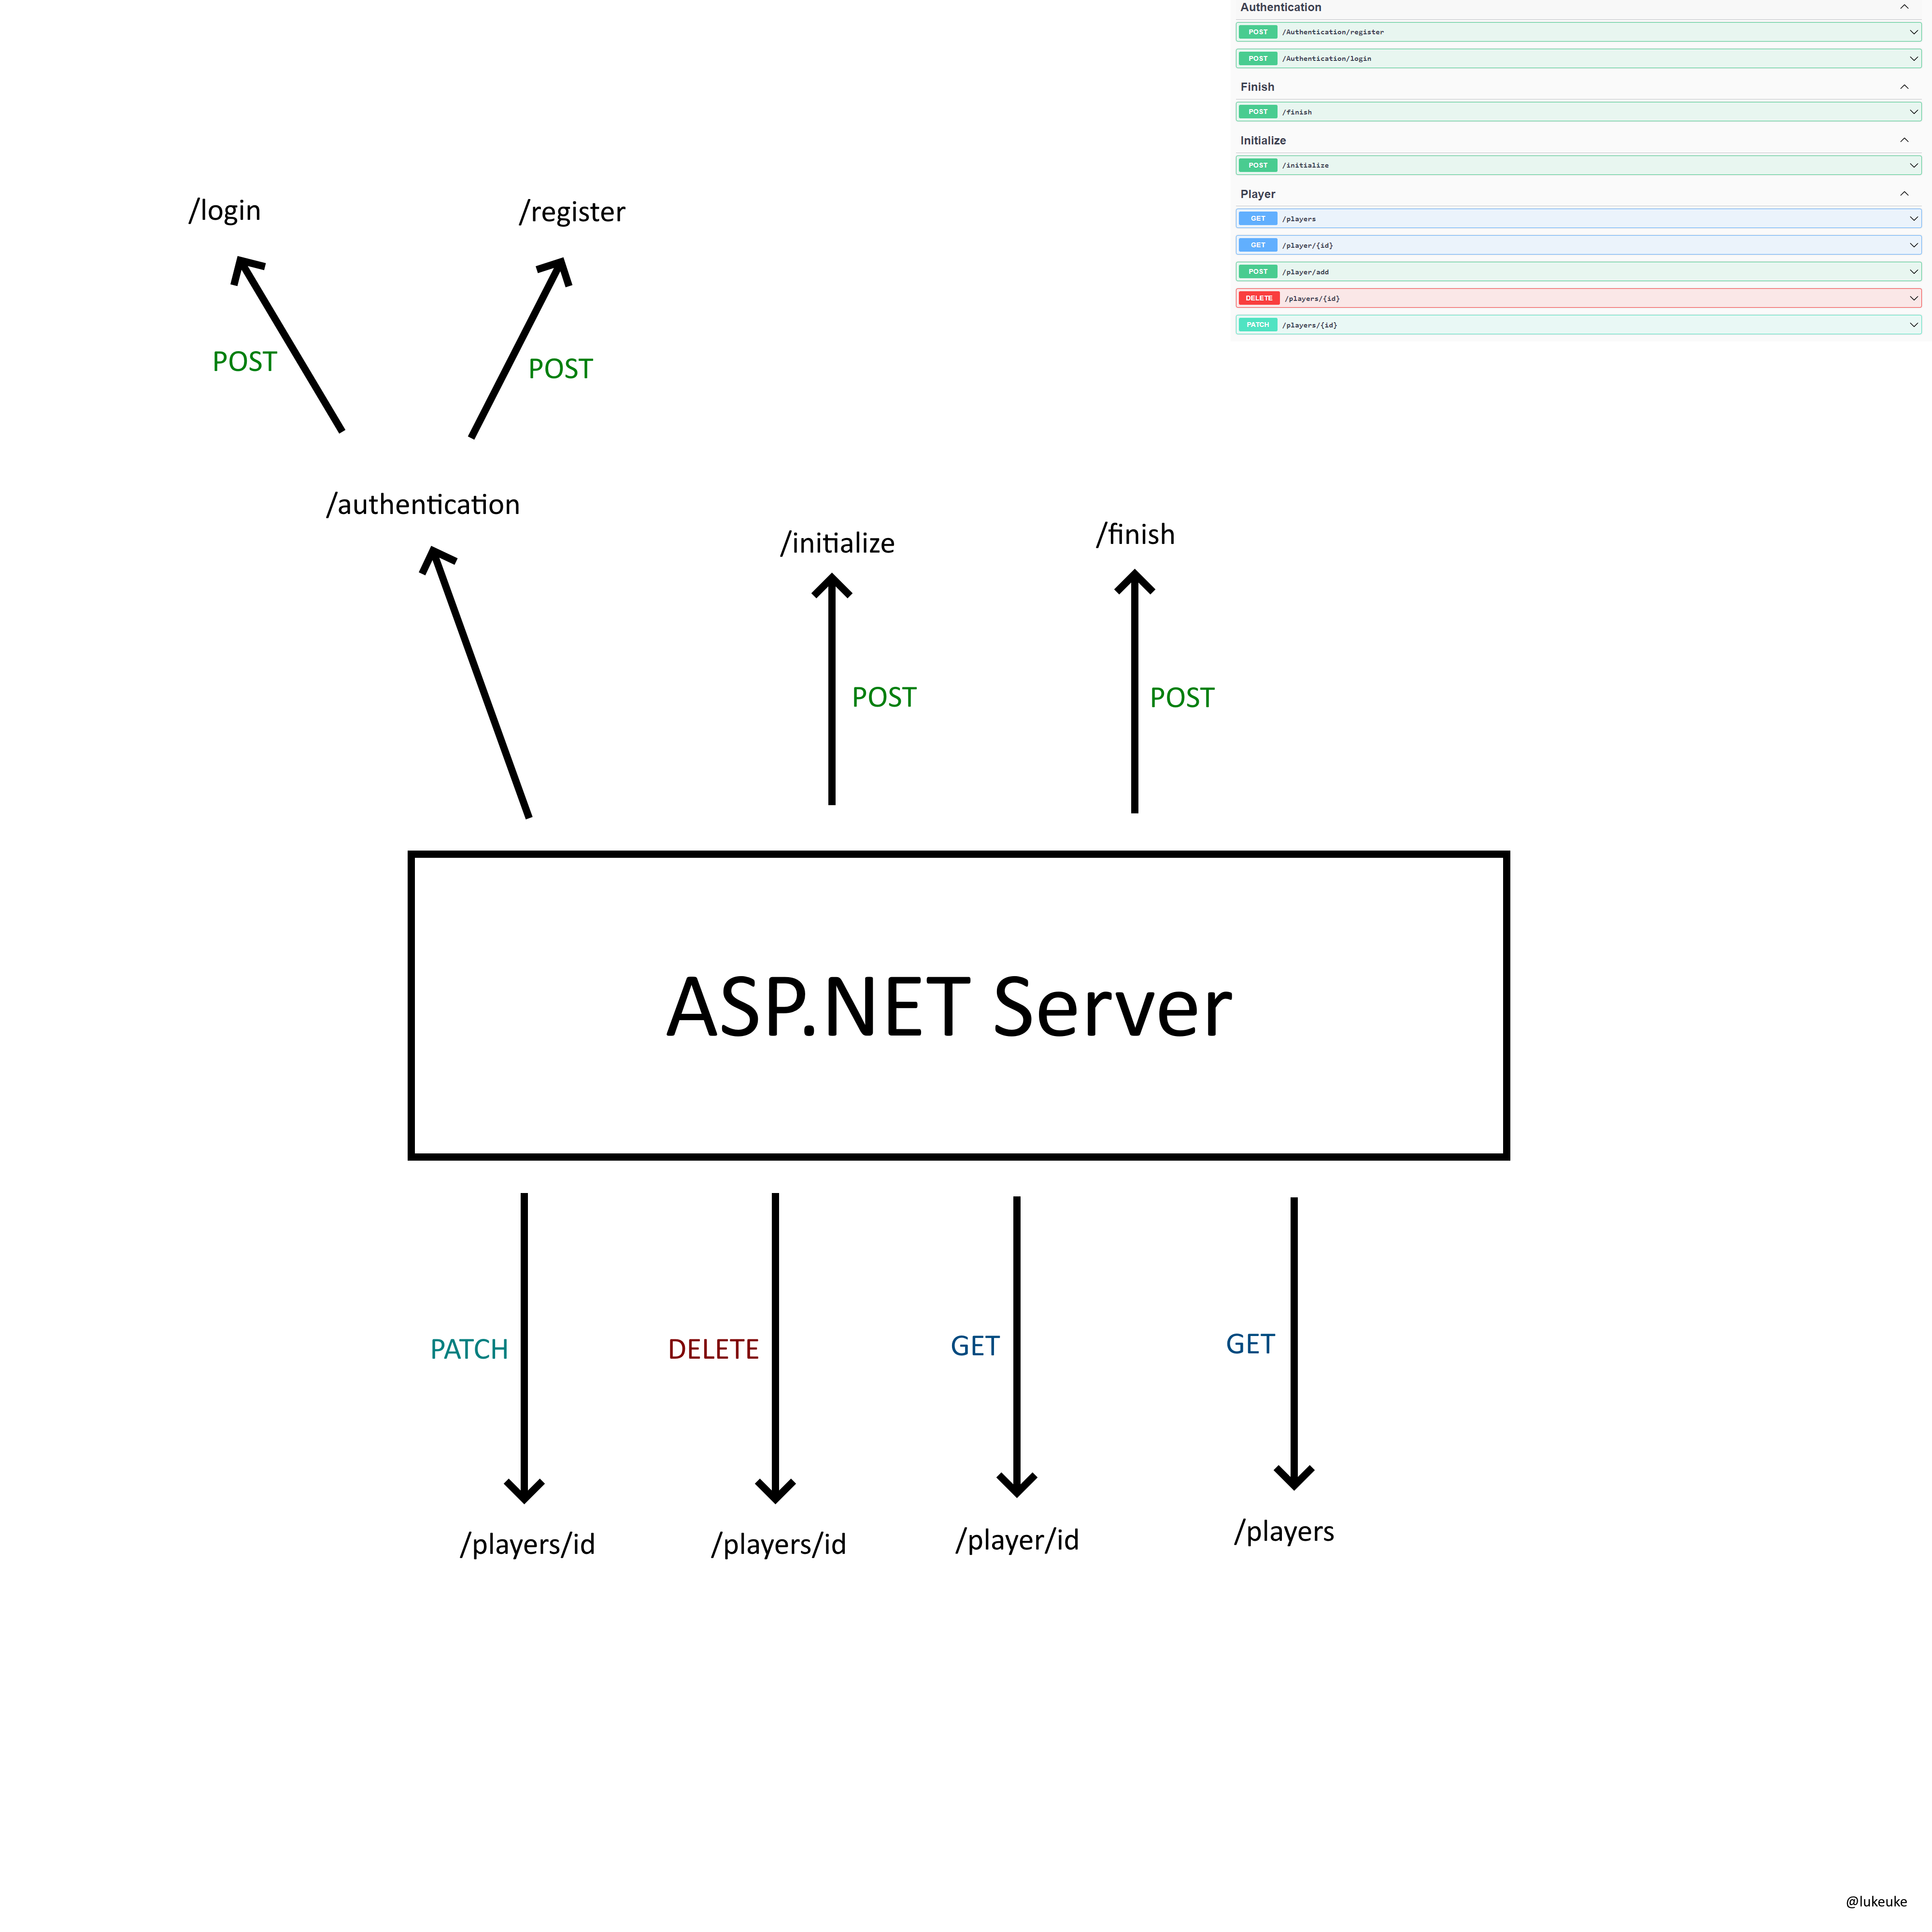 Authentication
POST /Authentication/register
POST /Authentication/login
Finish
POST /finish
Initialize
POST /initialize
Player
GET /players
GET /player/{id}
POST /player/add
DELETE /players/{id}
PATCH /players/{id}
/login /register
POST POST
/authentication
/initialize /finish
POST POST
ASP.NET Server
PATCH DELETE GET GET
/players/id /players/id /player/id /players
@lukeuke